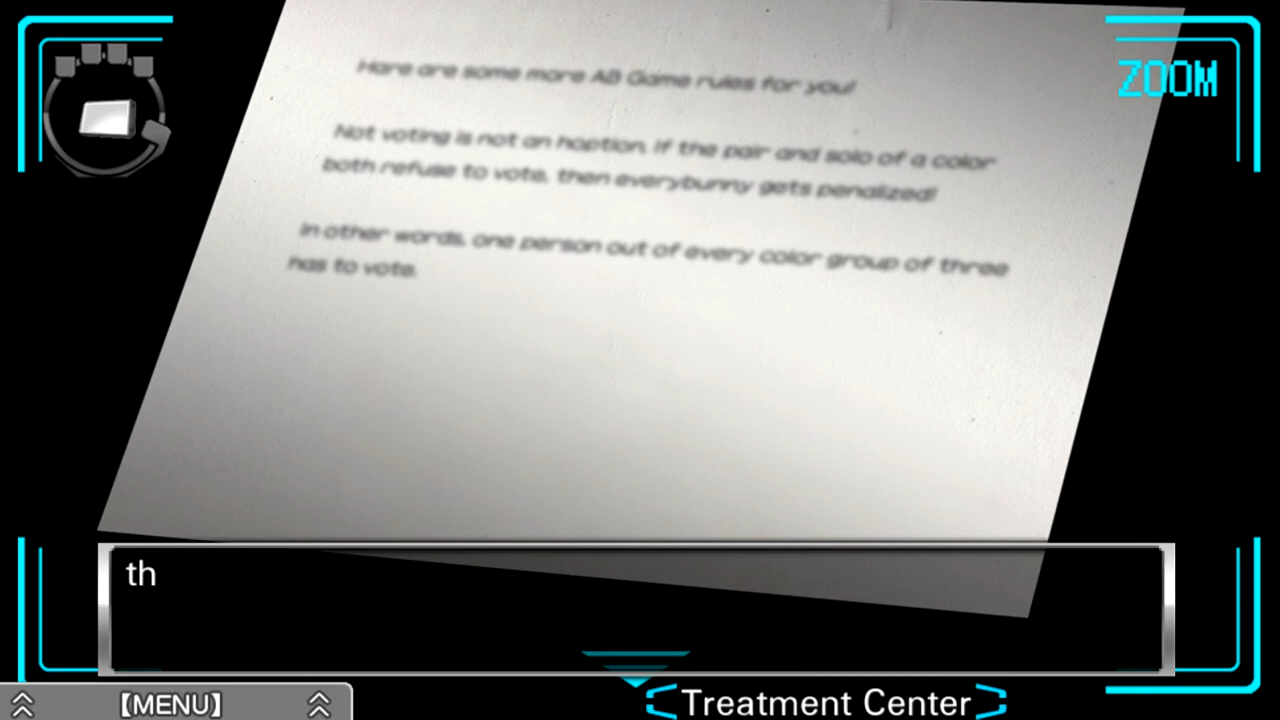 ZOOM
Hare are some more AB Game rules for you!
Not voting is not an hoption. If the pair and solo of a color
both refuse to vote, then everybunny gets penalized!
In other words, one person out of every color group of three
has to vote.
th
【MENU】
Treatment Center